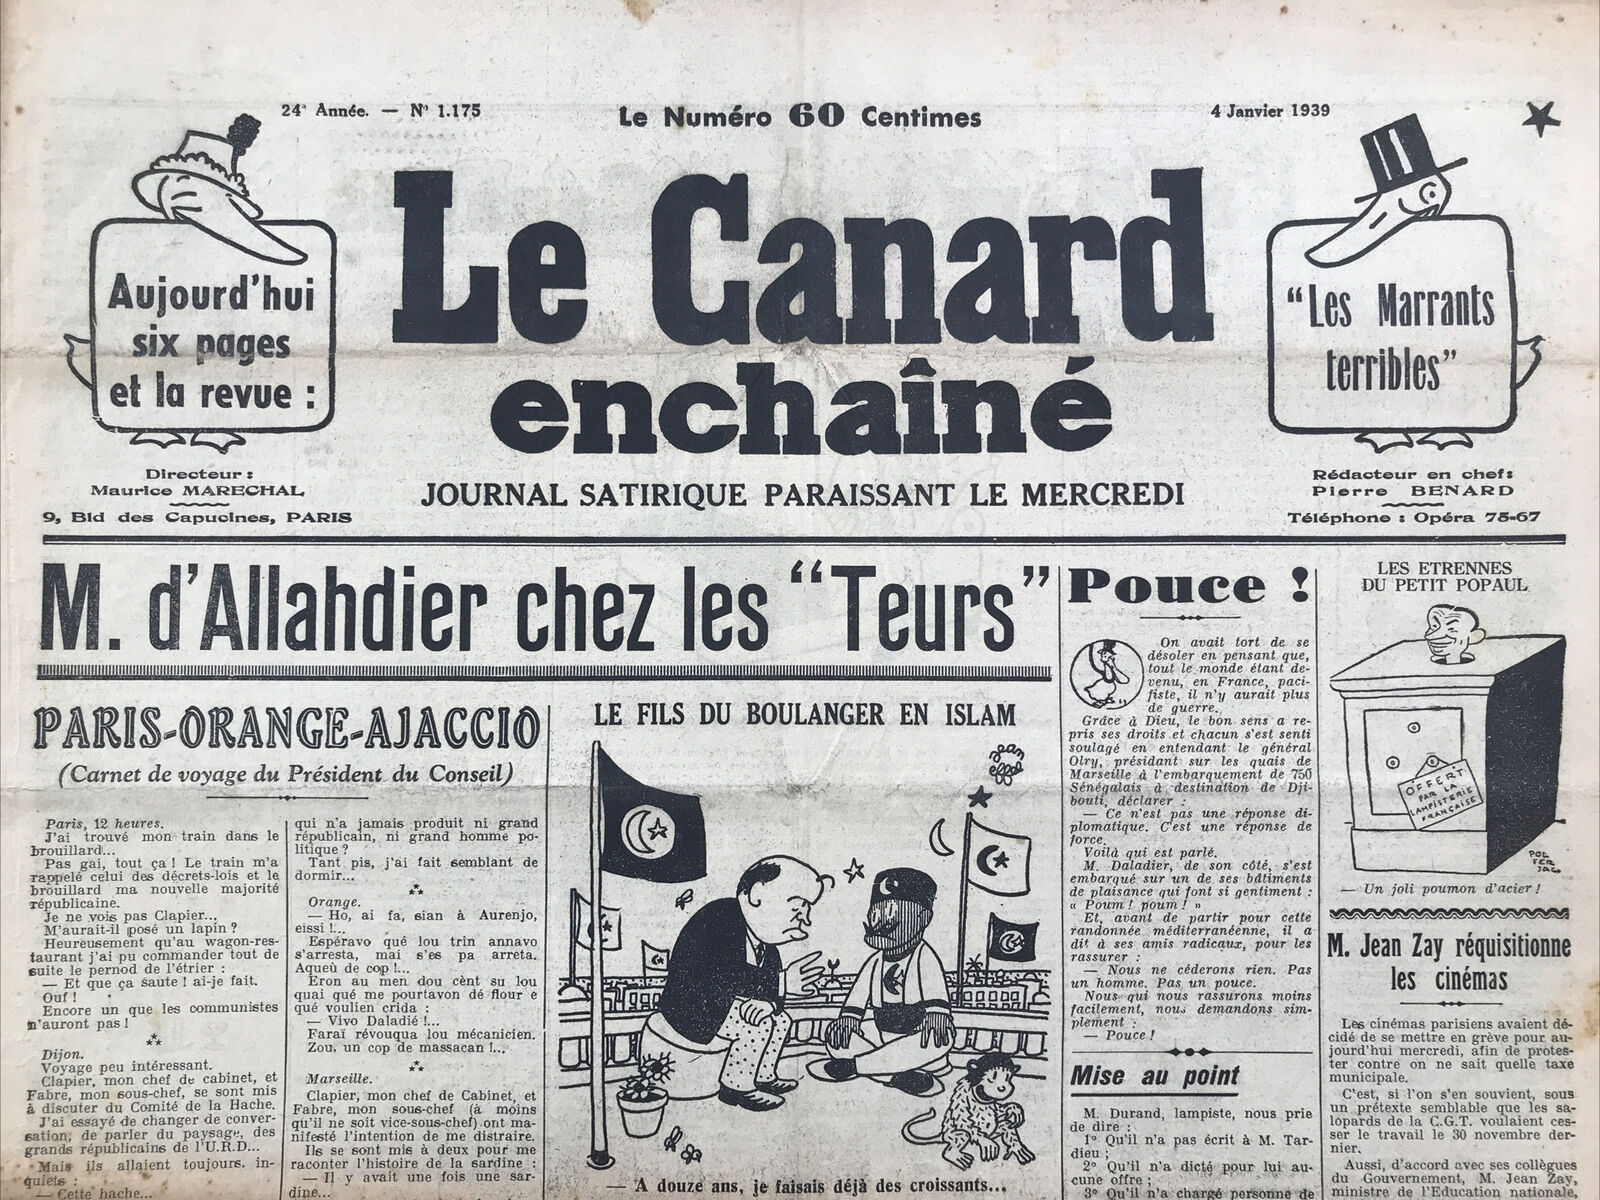 24e Année. — N° 1.175
Le Numéro 60 Centimes
4 Janvier 1939
Aujourd'hui
six pages
et la revue :
Le Canard
enchaîné
"Les Marrants
terribles"
Directeur :
Maurice MARECHAL
9, Bld des Capucines, PARIS
JOURNAL SATIRIQUE PARAISSANT LE MERCREDI
Rédacteur en chef :
Pierre BENARD
Téléphone : Opéra 75-67
M. d'Allahdier chez les "Teurs"
PARIS-ORANGE-AJACCIO
(Carnet de voyage du Président du Conseil)
Paris, 12 heures.
J'ai trouvé mon train dans le
brouillard...
Pas gai, tout ça ! Le train m'a
rappelé celui des décrets-lois et le
brouillard ma nouvelle majorité
républicaine.
Je ne vois pas Clapier...
M'aurait-il posé un lapin ?
Heureusement qu'au wagon-res-
taurant j'ai pu commander tout de
suite le pernod de l'étrier :
— Et que ça saute ! ai-je fait.
Ouf !
Encore un que les communistes
n'auront pas !
Dijon.
Voyage peu intéressant.
Clapier, mon chef de cabinet, et
Fabre, mon sous-chef, se sont mis
à discuter du Comité de la Hache.
J'ai essayé de changer de conver-
sation, de parler du paysage, des
grands républicains de l'U.R.D...
Mais ils allaient toujours, in-
quiets :
— Cette hache...
qui n'a jamais produit ni grand
républicain, ni grand homme po-
litique ?
Tant pis, j'ai fait semblant de
dormir...
Orange.
— Ho, ai fa, sian à Aurenjo,
eissi !...
Espéravo qué lou trin annavo
s'arresta, mai s'es pa arreta.
Aqueù de cop !...
Eron au men dou cènt su lou
quai qué me pourtavon dé flour e
qué voulien crida :
— Vivo Daladié !...
Faraï révouqua lou mécanicien.
Zou, un cop de massacan !...
Marseille.
Clapier, mon chef de Cabinet, et
Fabre, mon sous-chef (à moins
qu'il ne soit vice-sous-chef) ont ma-
nifesté l'intention de me distraire.
Ils se sont mis à deux pour me
raconter l'histoire de la sardine :
— Il y avait une fois une sar-
dine...
LE FILS DU BOULANGER EN ISLAM
jean
effel
— A douze ans, je faisais déjà des croissants...
Pouce !
On avait tort de se
désoler en pensant que,
tout le monde étant de-
venu, en France, paci-
fiste, il n'y aurait plus
de guerre.
Grâce à Dieu, le bon sens a re-
pris ses droits et chacun s'est senti
soulagé en entendant le général
Olry, présidant sur les quais de
Marseille à l'embarquement de 750
Sénégalais à destination de Dji-
bouti, déclarer :
— Ce n'est pas une réponse di-
plomatique. C'est une réponse de
force.
Voilà qui est parlé.
M. Daladier, de son côté, s'est
embarqué sur un de ses bâtiments
de plaisance qui font si gentiment :
« Poum ! poum ! »
Et, avant de partir pour cette
randonnée méditerranéenne, il a
dit à ses amis radicaux, pour les
rassurer :
— Nous ne céderons rien. Pas
un homme. Pas un pouce.
Nous qui nous rassurons moins
facilement, nous demandons sim-
plement :
— Pouce !
Mise au point
M. Durand, lampiste, nous prie
de dire :
1° Qu'il n'a pas écrit à M. Tar-
dieu ;
2° Qu'il n'a dicté pour lui au-
cune offre ;
3° Qu'il n'a chargé personne de
LES ETRENNES
DU PETIT POPAUL
OFFERT
PAR LA
LAMPISTERIE
FRANÇAISE
POL
FER
JAC
— Un joli poumon d'acier !
M. Jean Zay réquisitionne
les cinémas
Les cinémas parisiens avaient dé-
cidé de se mettre en grève pour au-
jourd'hui mercredi, afin de protes-
ter contre on ne sait quelle taxe
municipale.
C'est, si l'on s'en souvient, sous
un prétexte semblable que les sa-
lopards de la C.G.T. voulaient ces-
ser le travail le 30 novembre der-
nier.
Aussi, d'accord avec ses collègues
du Gouvernement, M. Jean Zay,
ministre de l'Education nationale